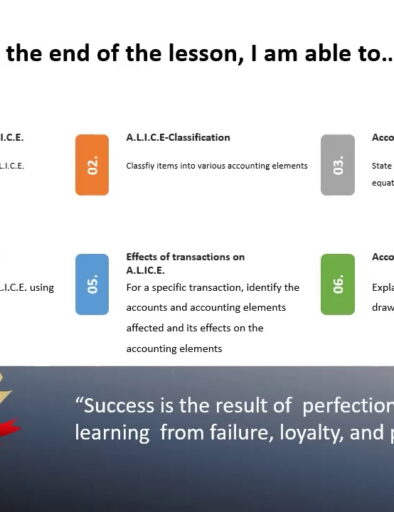 the end of the lesson, I am able to...
I.C.E.
L.I.C.E.
02.
A.L.I.C.E-Classification
Classfiy items into various accounting elements
03.
Acco
State
equat
L.I.C.E. using
05.
Effects of transactions on
A.L.IC.E.
For a specific transaction, identify the
accounts and accounting elements
affected and its effects on the
accounting elements
06.
Acco
Expla
draw
“Success is the result of perfection
learning from failure, loyalty, and p